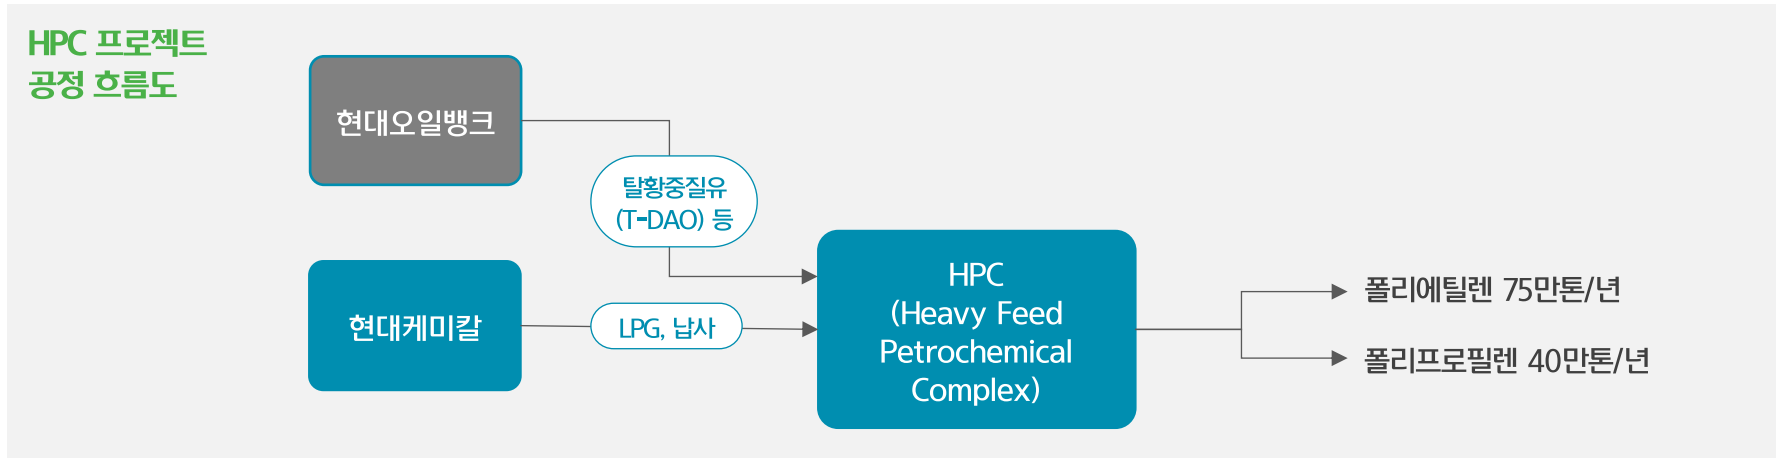 HPC 프로젝트
공정 흐름도
현대오일뱅크
탈황중질유
(T-DAO) 등
현대케미칼
LPG, 납사
HPC
(Heavy Feed
Petrochemical
Complex)
폴리에틸렌 75만톤/년
폴리프로필렌 40만톤/년